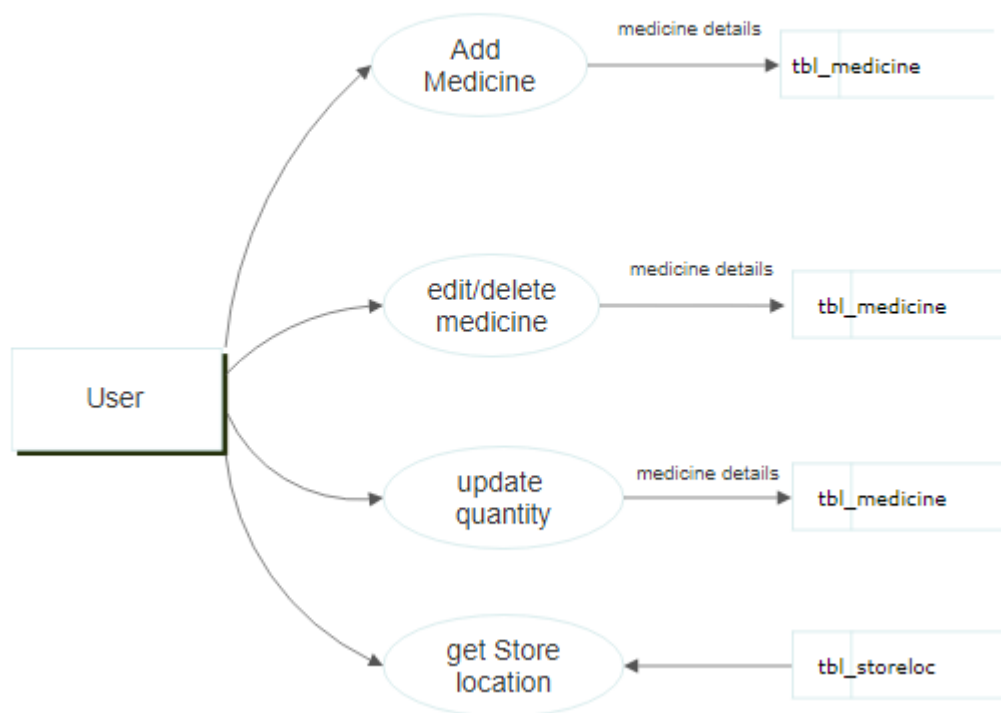 medicine details
Add
Medicine
tbl_medicine
medicine details
edit/delete
medicine
tbl_medicine
User
medicine details
update
quantity
tbl_medicine
get Store
location
tbl_storeloc